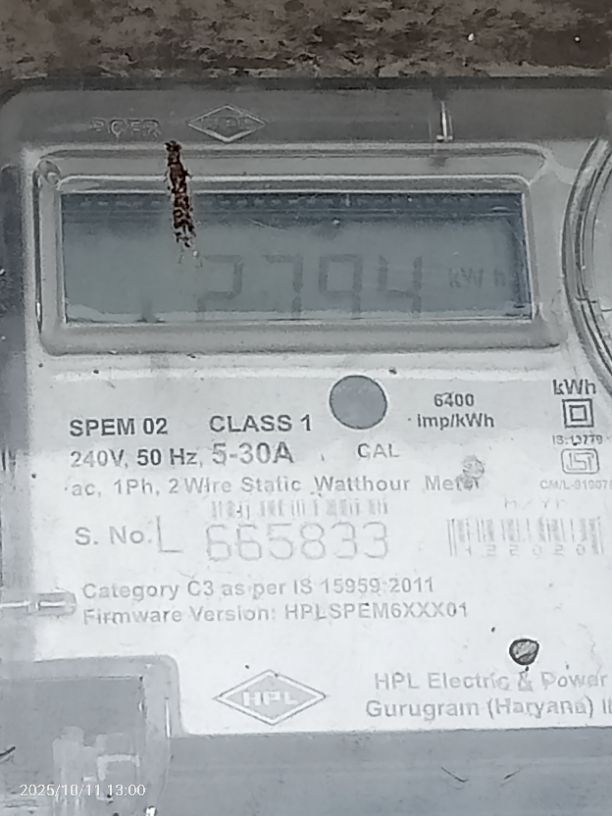 HPL
2794 kWh
kWh
6400
imp/kWh
SPEM 02 CLASS 1
240V, 50 Hz, 5-30A CAL
ac, 1Ph, 2 Wire Static Watthour Meter
S. No. L 665833
122020
Category C3 as per IS 15959:2011
Firmware Version: HPLSPEM6XXX01
HPL
HPL Electric & Power
Gurugram (Haryana)
2025/10/11 13:00